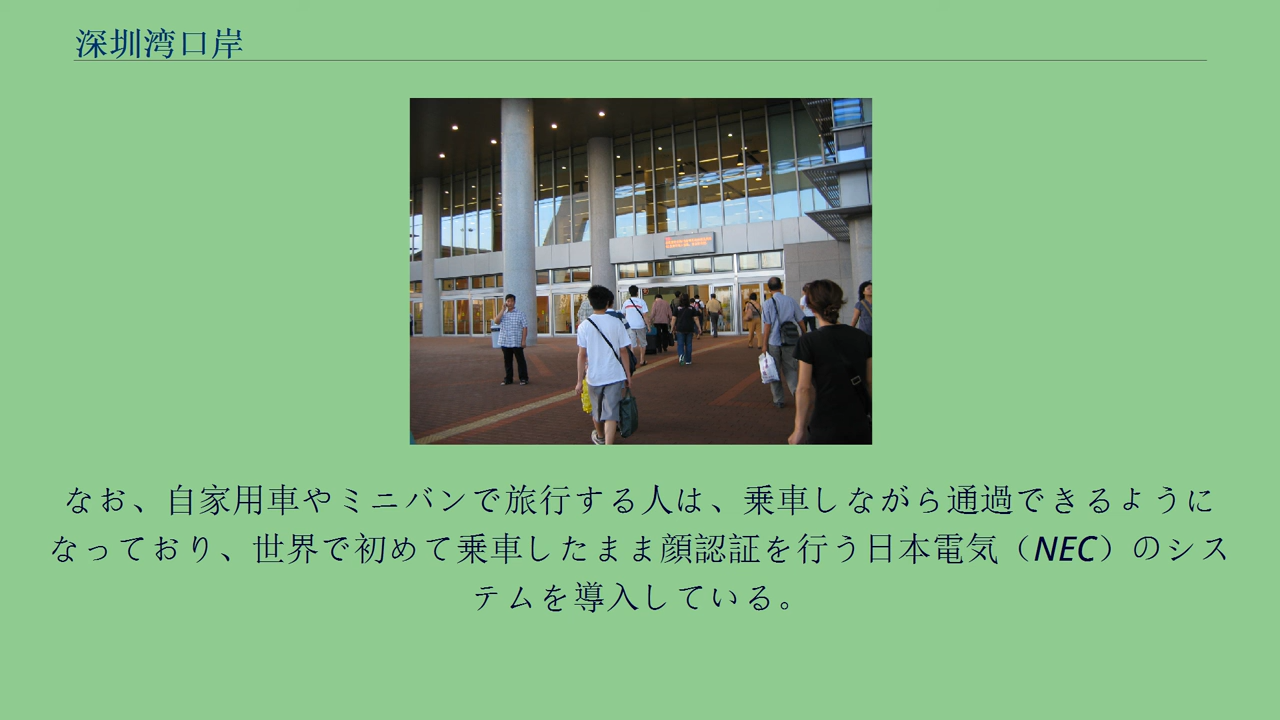 深圳湾口岸
なお、自家用車やミニバンで旅行する人は、乗車しながら通過できるように
なっており、世界で初めて乗車したまま顔認証を行う日本電気（NEC）のシス
テムを導入している。